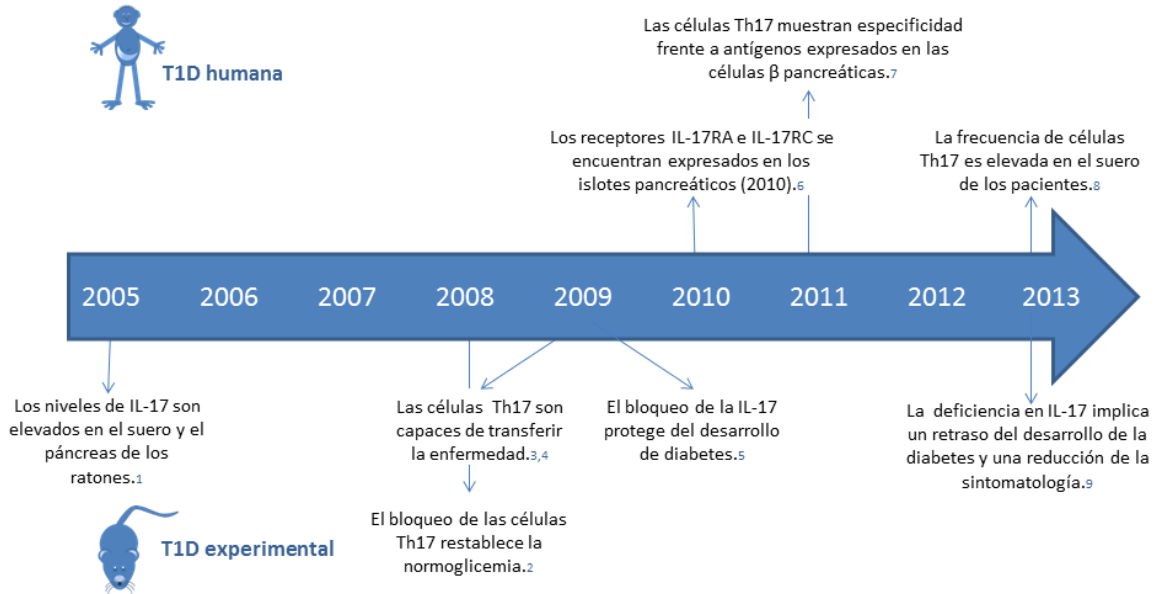 T1D humana
Las células Th17 muestran especificidad
frente a antígenos expresados en las
células β pancreáticas.7
Los receptores IL-17RA e IL-17RC se
encuentran expresados en los
islotes pancreáticos (2010).6
La frecuencia de células
Th17 es elevada en el suero
de los pacientes.8
2005 2006 2007 2008 2009 2010 2011 2012 2013
Los niveles de IL-17 son
elevados en el suero y el
páncreas de los
ratones.1
Las células Th17 son
capaces de transferir
la enfermedad.3,4
El bloqueo de la IL-17
protege del desarrollo
de diabetes.5
La deficiencia en IL-17 implica
un retraso del desarrollo de la
diabetes y una reducción de la
sintomatología.9
El bloqueo de las células
Th17 restablece la
normoglicemia.2
T1D experimental